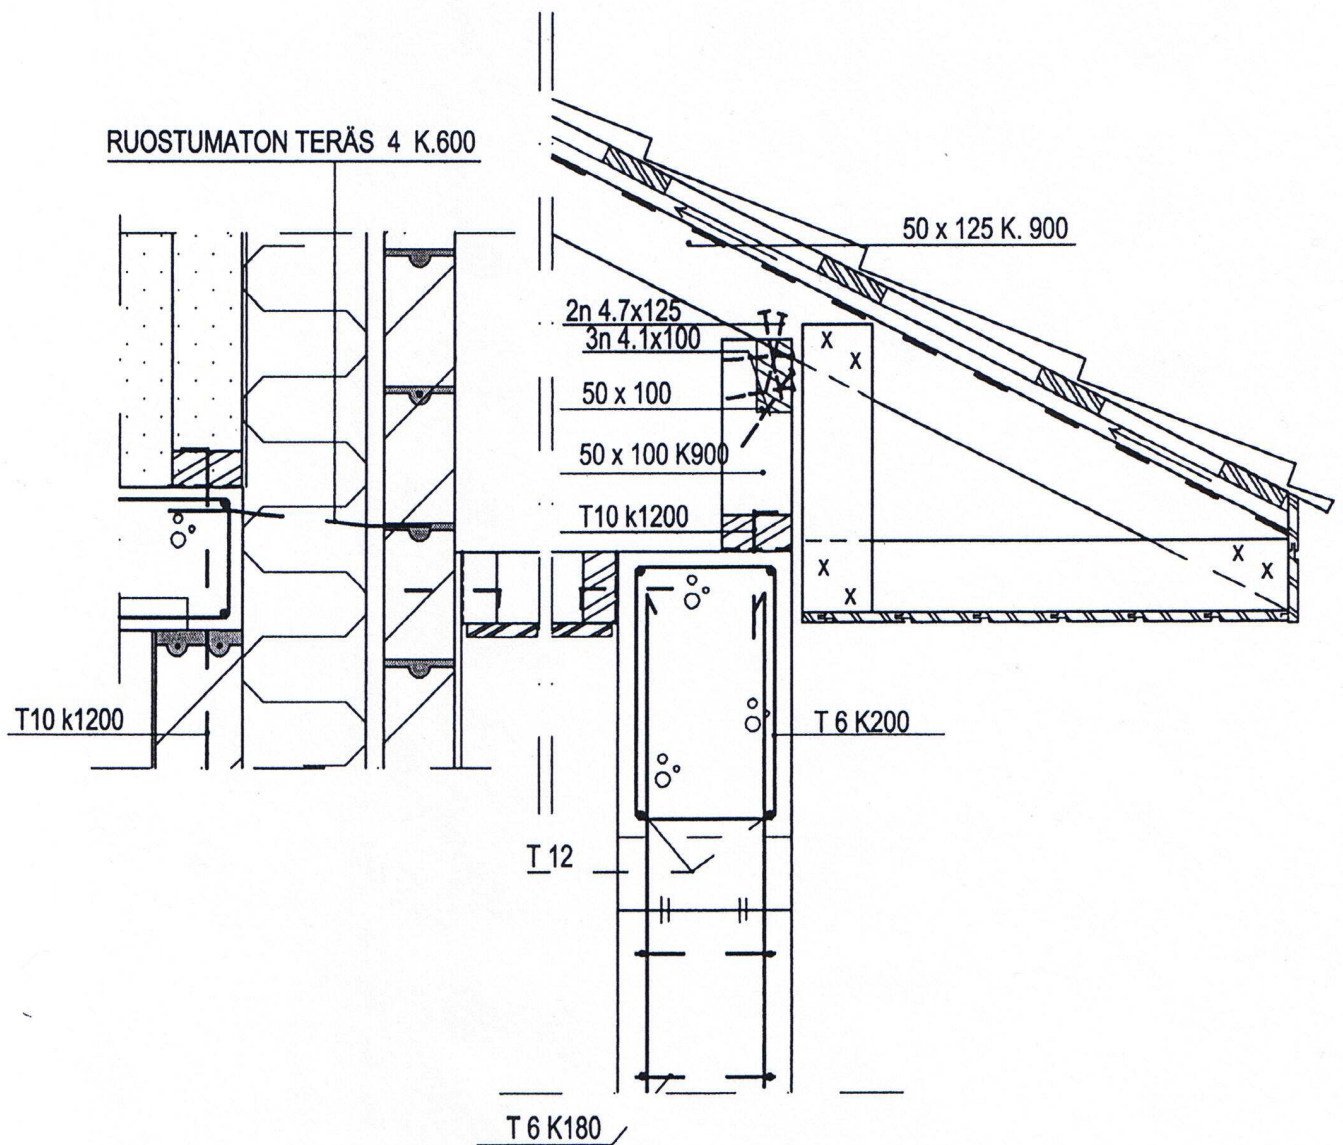 RUOSTUMATON TERÄS 4 K.600
50 x 125 K. 900
2n 4.7x125
3n 4.1x100
50 x 100
50 x 100 K900
T10 k1200
T10 k1200
T 6 K200
T 12
T 6 K180
x
x
x
x
x
x